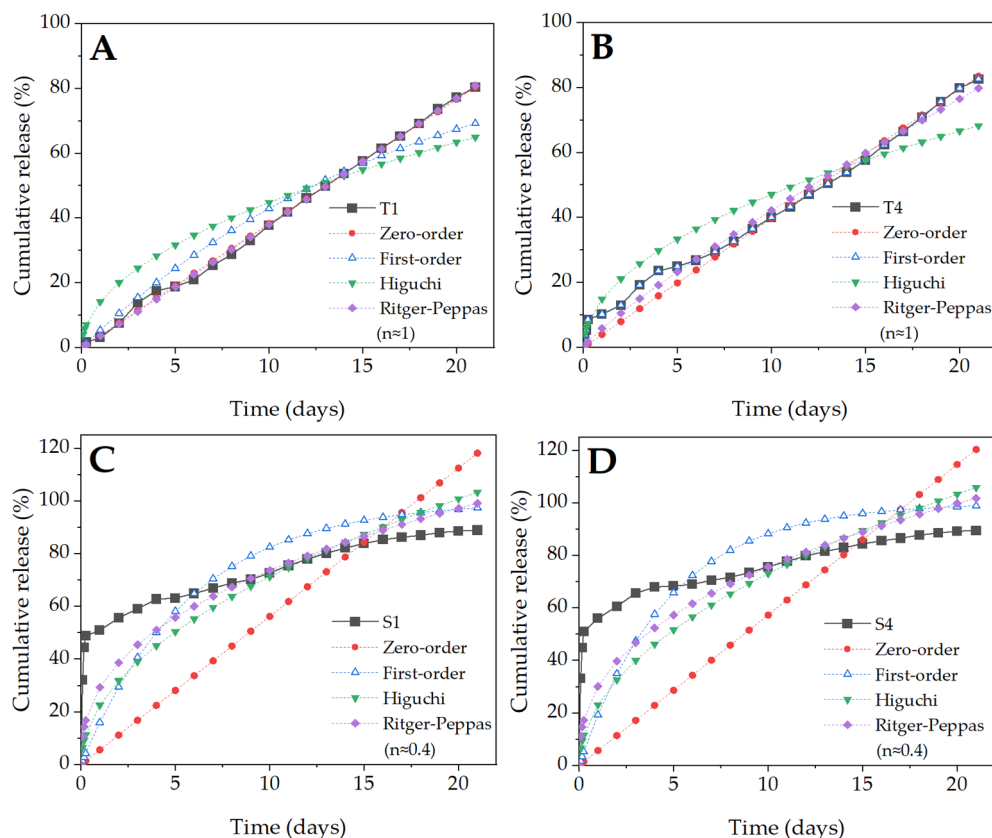 A
Cumulative release (%)
100
80
60
40
20
0
T1
Zero-order
First-order
Higuchi
Ritger-Peppas
(n≈1)
0 5 10 15 20
Time (days)
B
Cumulative release (%)
100
80
60
40
20
0
T4
Zero-order
First-order
Higuchi
Ritger-Peppas
(n≈1)
0 5 10 15 20
Time (days)
C
Cumulative release (%)
120
100
80
60
40
20
0
S1
Zero-order
First-order
Higuchi
Ritger-Peppas
(n≈0.4)
0 5 10 15 20
Time (days)
D
Cumulative release (%)
120
100
80
60
40
20
0
S4
Zero-order
First-order
Higuchi
Ritger-Peppas
(n≈0.4)
0 5 10 15 20
Time (days)